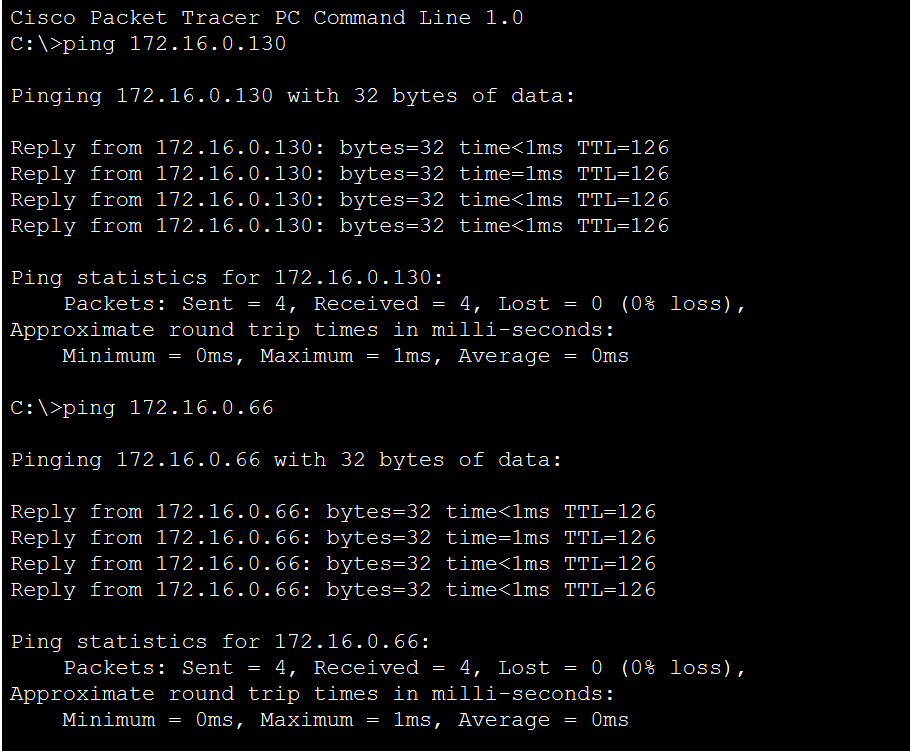 Cisco Packet Tracer PC Command Line 1.0
C:\>ping 172.16.0.130
Pinging 172.16.0.130 with 32 bytes of data:
Reply from 172.16.0.130: bytes=32 time<1ms TTL=126
Reply from 172.16.0.130: bytes=32 time=1ms TTL=126
Reply from 172.16.0.130: bytes=32 time<1ms TTL=126
Reply from 172.16.0.130: bytes=32 time<1ms TTL=126
Ping statistics for 172.16.0.130:
    Packets: Sent = 4, Received = 4, Lost = 0 (0% loss),
Approximate round trip times in milli-seconds:
    Minimum = 0ms, Maximum = 1ms, Average = 0ms
C:\>ping 172.16.0.66
Pinging 172.16.0.66 with 32 bytes of data:
Reply from 172.16.0.66: bytes=32 time<1ms TTL=126
Reply from 172.16.0.66: bytes=32 time=1ms TTL=126
Reply from 172.16.0.66: bytes=32 time<1ms TTL=126
Reply from 172.16.0.66: bytes=32 time<1ms TTL=126
Ping statistics for 172.16.0.66:
    Packets: Sent = 4, Received = 4, Lost = 0 (0% loss),
Approximate round trip times in milli-seconds:
    Minimum = 0ms, Maximum = 1ms, Average = 0ms